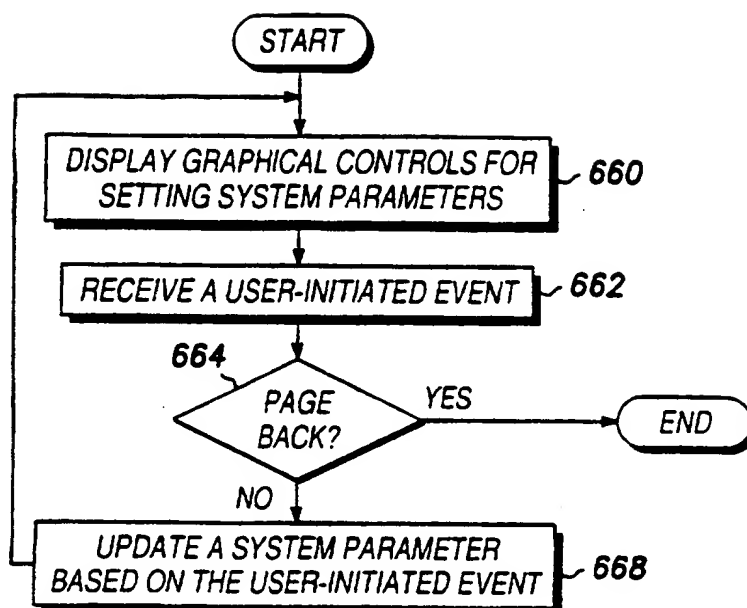 START
DISPLAY GRAPHICAL CONTROLS FOR
SETTING SYSTEM PARAMETERS
660
RECEIVE A USER-INITIATED EVENT
662
664
PAGE
BACK?
YES
END
NO
UPDATE A SYSTEM PARAMETER
BASED ON THE USER-INITIATED EVENT
668